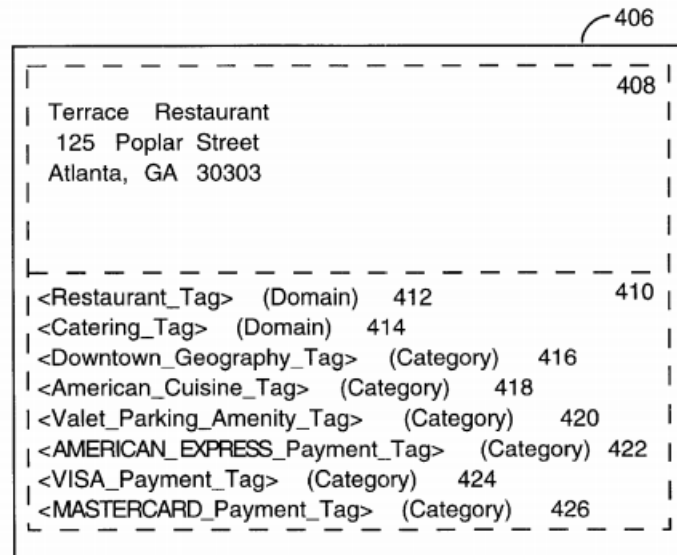 406
408
Terrace Restaurant
125 Poplar Street
Atlanta, GA 30303
410
<Restaurant_Tag> (Domain) 412
<Catering_Tag> (Domain) 414
<Downtown_Geography_Tag> (Category) 416
<American_Cuisine_Tag> (Category) 418
<Valet_Parking_Amenity_Tag> (Category) 420
<AMERICAN_EXPRESS_Payment_Tag> (Category) 422
<VISA_Payment_Tag> (Category) 424
<MASTERCARD_Payment_Tag> (Category) 426